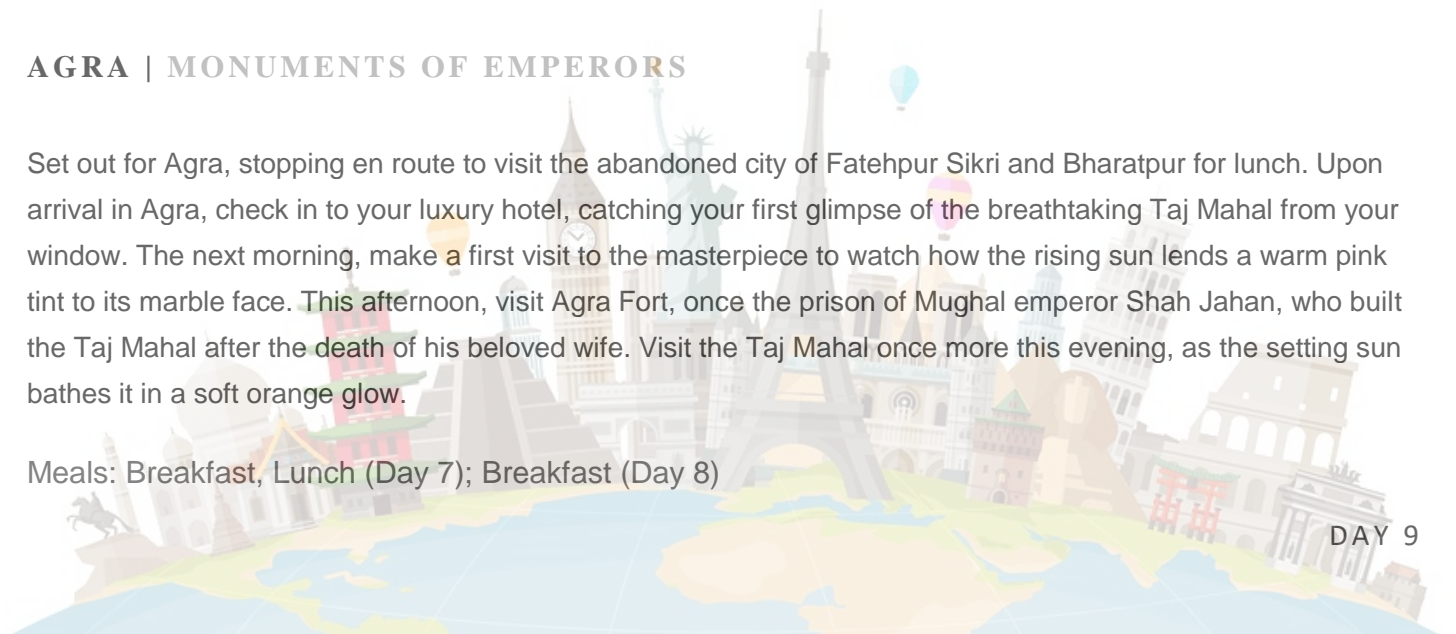 AGRA | MONUMENTS OF EMPERORS
Set out for Agra, stopping en route to visit the abandoned city of Fatehpur Sikri and Bharatpur for lunch. Upon
arrival in Agra, check in to your luxury hotel, catching your first glimpse of the breathtaking Taj Mahal from your
window. The next morning, make a first visit to the masterpiece to watch how the rising sun lends a warm pink
tint to its marble face. This afternoon, visit Agra Fort, once the prison of Mughal emperor Shah Jahan, who built
the Taj Mahal after the death of his beloved wife. Visit the Taj Mahal once more this evening, as the setting sun
bathes it in a soft orange glow.
Meals: Breakfast, Lunch (Day 7); Breakfast (Day 8)
DAY 9